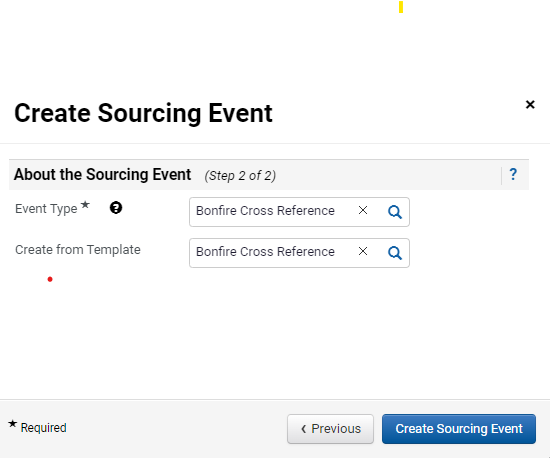 Create Sourcing Event ×
About the Sourcing Event (Step 2 of 2) ?
Event Type ★ ? Bonfire Cross Reference ×
Create from Template Bonfire Cross Reference ×
★ Required ‹ Previous Create Sourcing Event